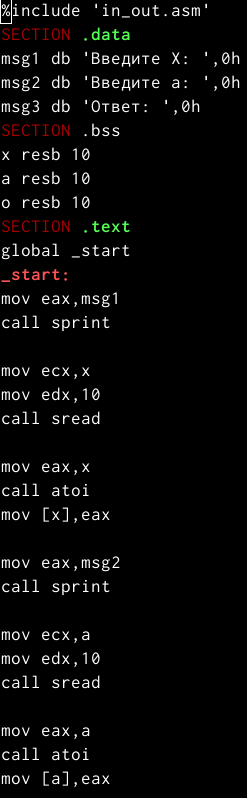 %include 'in_out.asm'
SECTION .data
msg1 db 'Введите X: ',0h
msg2 db 'Введите a: ',0h
msg3 db 'Ответ: ',0h
SECTION .bss
x resb 10
a resb 10
o resb 10
SECTION .text
global _start
_start:
mov eax,msg1
call sprint

mov ecx,x
mov edx,10
call sread

mov eax,x
call atoi
mov [x],eax

mov eax,msg2
call sprint

mov ecx,a
mov edx,10
call sread

mov eax,a
call atoi
mov [a],eax